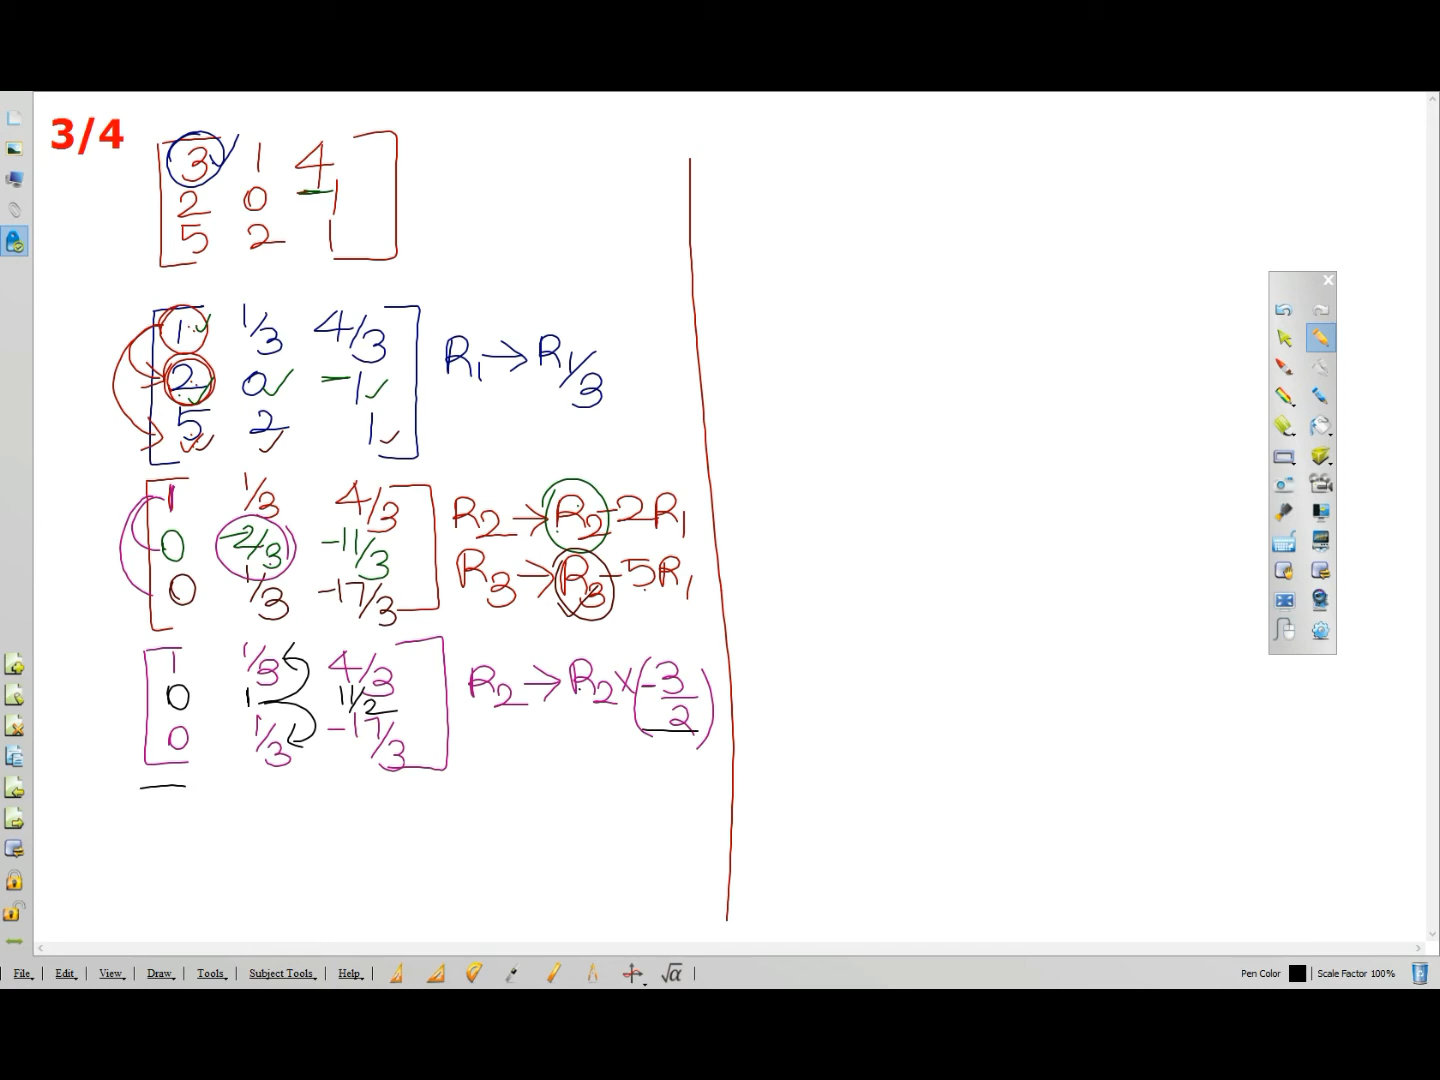 3/4
3 1 4
2 0 -1
5 2 1
1 1/3 4/3
R1 → R1/3
2 0 -1
5 2 1
1 1/3 4/3
R2 → R2 - 2R1
0 -2/3 -11/3
R3 → R3 - 5R1
0 1/3 -17/3
1 1/3 4/3
R2 → R2 x (-3/2)
0 1 11/2
0 1/3 -17/3
File Edit View Draw Tools Subject Tools Help
√α
Pen Color Scale Factor 100%